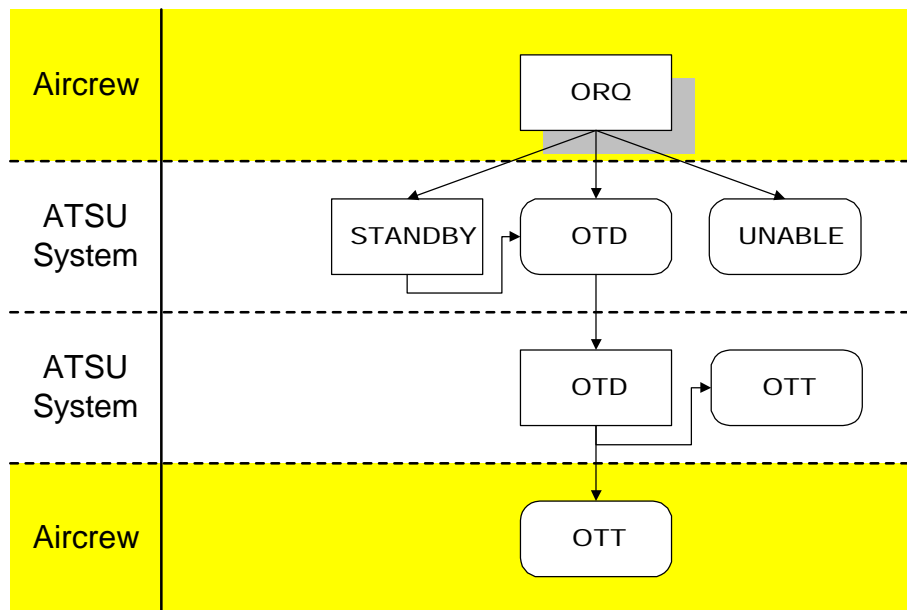 Aircrew
ORQ
ATSU
System
STANDBY
OTD
UNABLE
ATSU
System
OTD
OTT
Aircrew
OTT